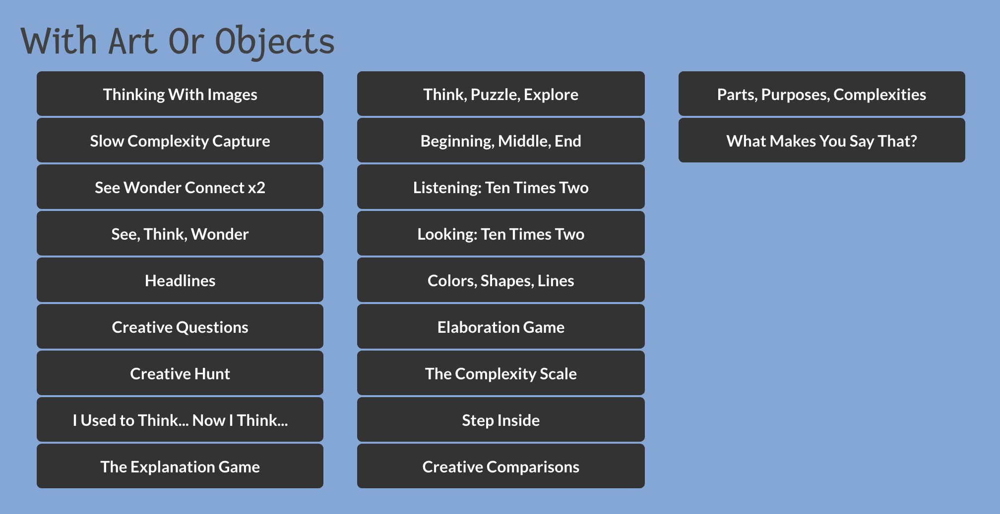 With Art Or Objects
Thinking With Images
Slow Complexity Capture
See Wonder Connect x2
See, Think, Wonder
Headlines
Creative Questions
Creative Hunt
I Used to Think... Now I Think...
The Explanation Game
Think, Puzzle, Explore
Beginning, Middle, End
Listening: Ten Times Two
Looking: Ten Times Two
Colors, Shapes, Lines
Elaboration Game
The Complexity Scale
Step Inside
Creative Comparisons
Parts, Purposes, Complexities
What Makes You Say That?